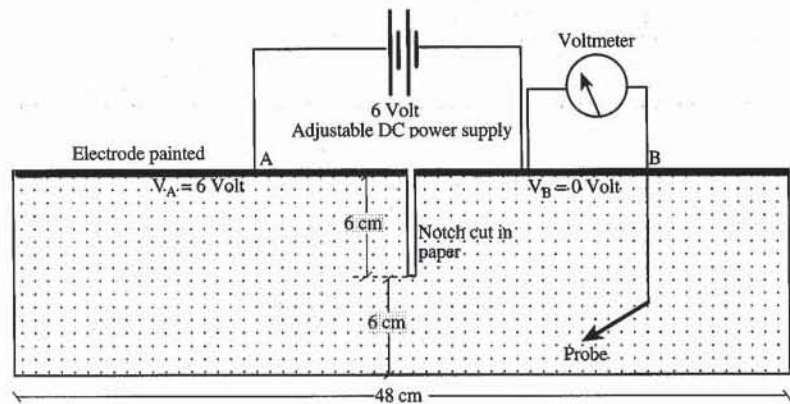 Voltmeter
6 Volt
Adjustable DC power supply
Electrode painted
A
B
V_A = 6 Volt
V_B = 0 Volt
6 cm
Notch cut in
paper
6 cm
Probe
48 cm